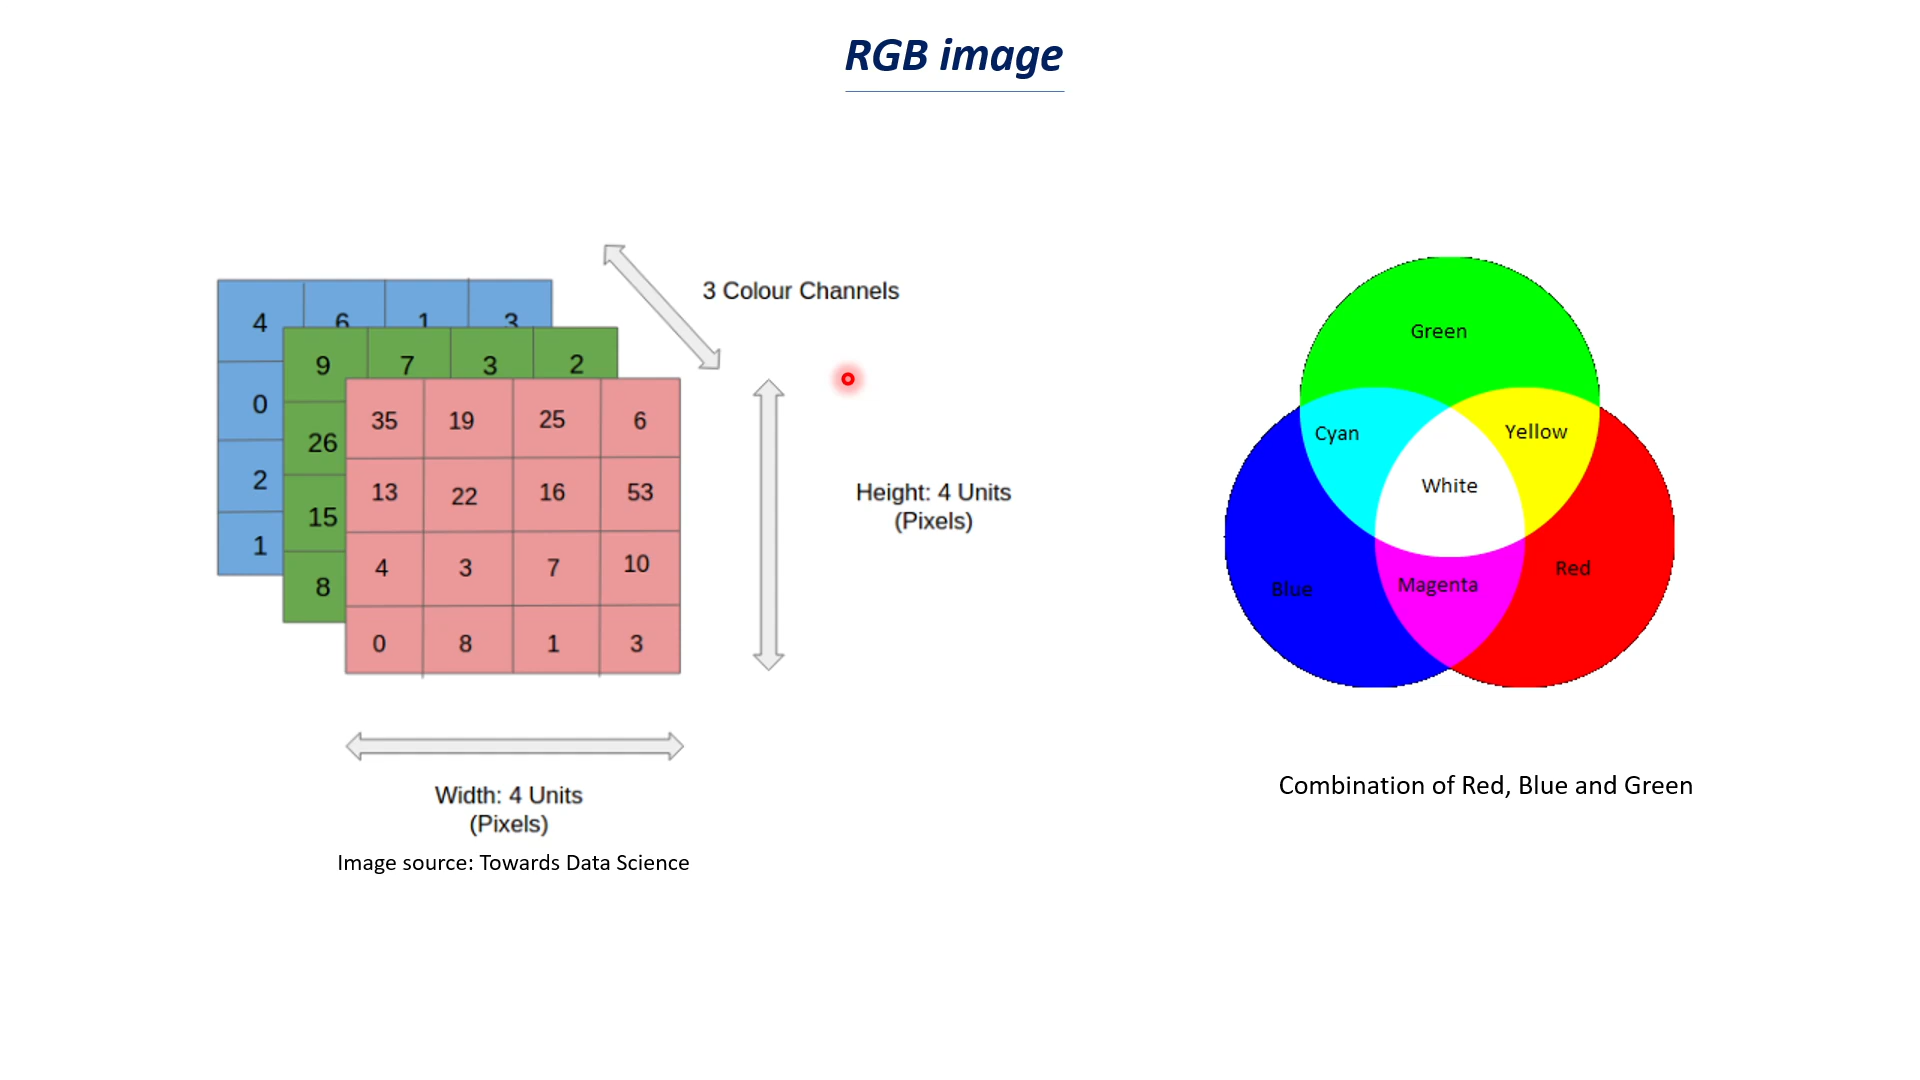 RGB image
3 Colour Channels
4 6 1 3
9 7 3 2
0
35 19 25 6
26
2
13 22 16 53
15
1
4 3 7 10
8
0 8 1 3
Height: 4 Units
(Pixels)
Width: 4 Units
(Pixels)
Image source: Towards Data Science
Green
Cyan
Yellow
White
Blue
Magenta
Red
Combination of Red, Blue and Green